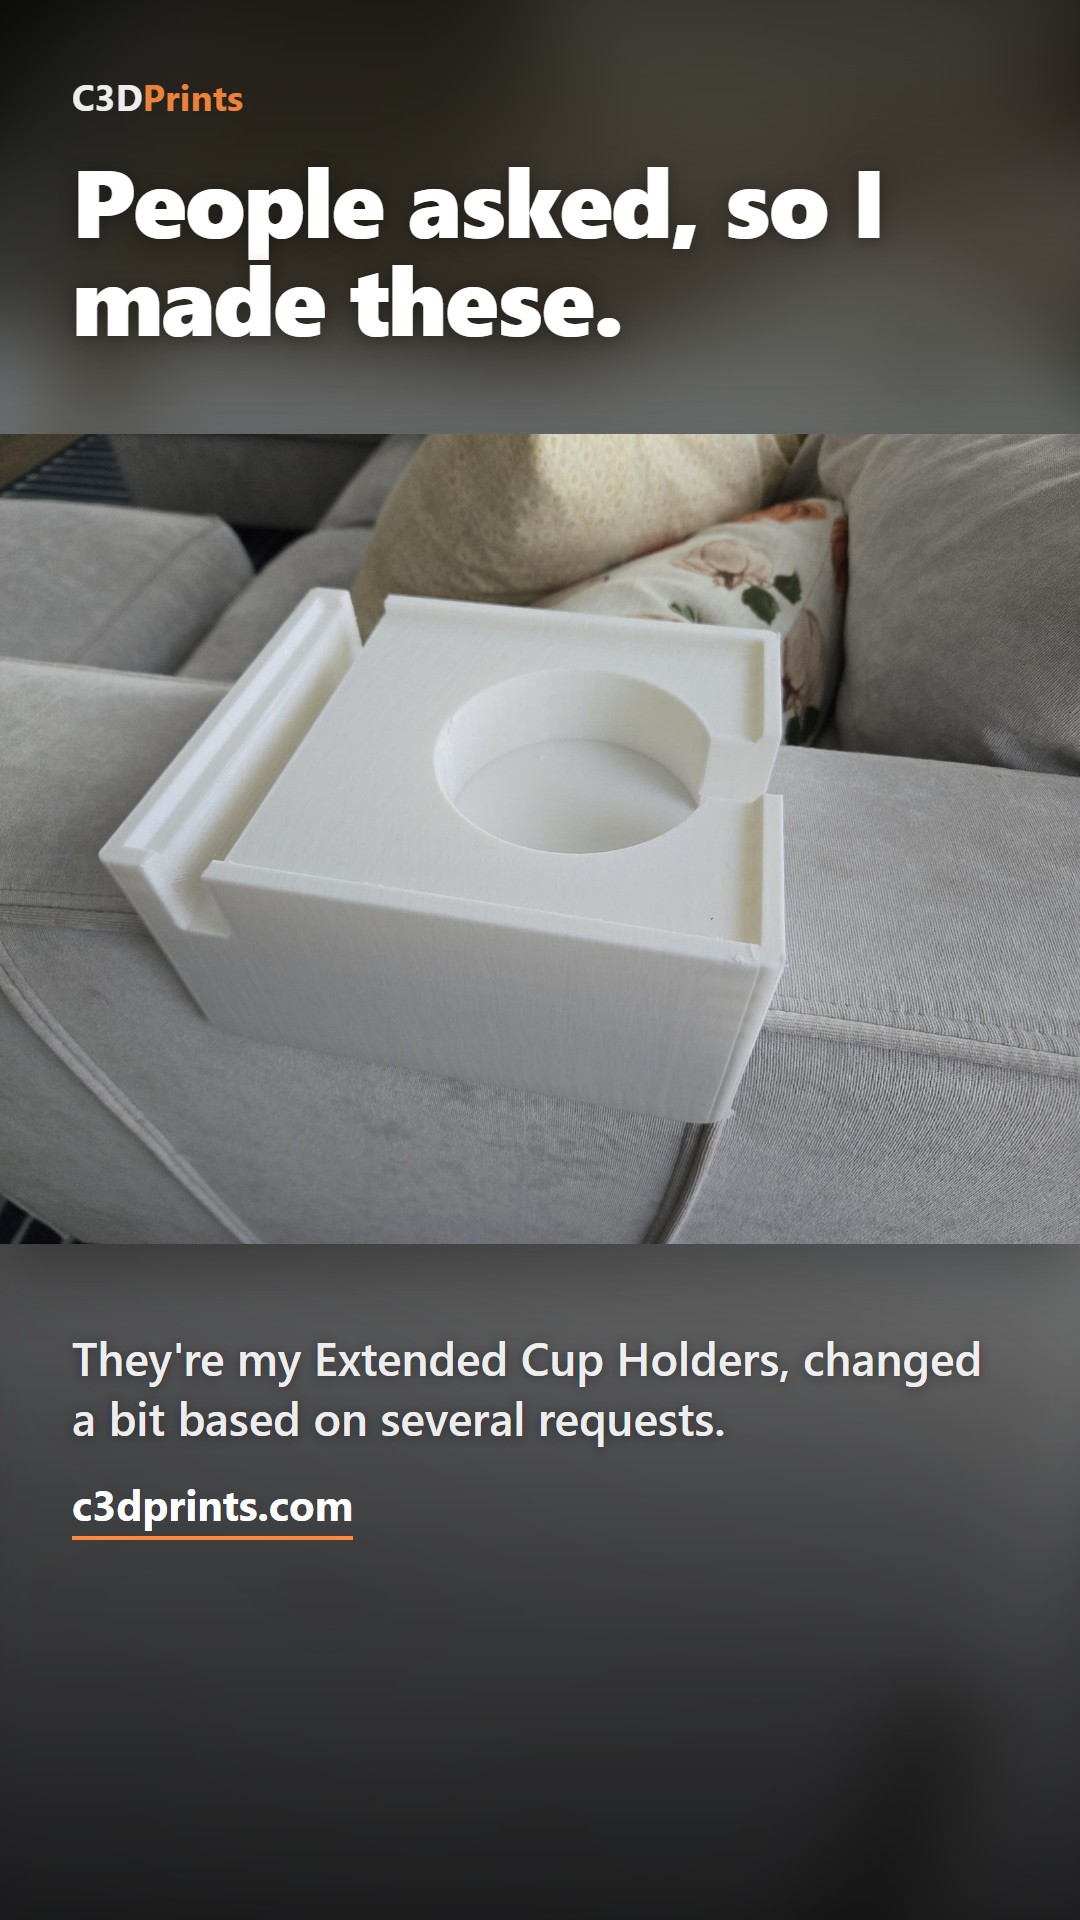 C3DPrints
People asked, so I
made these.
They're my Extended Cup Holders, changed
a bit based on several requests.
c3dprints.com